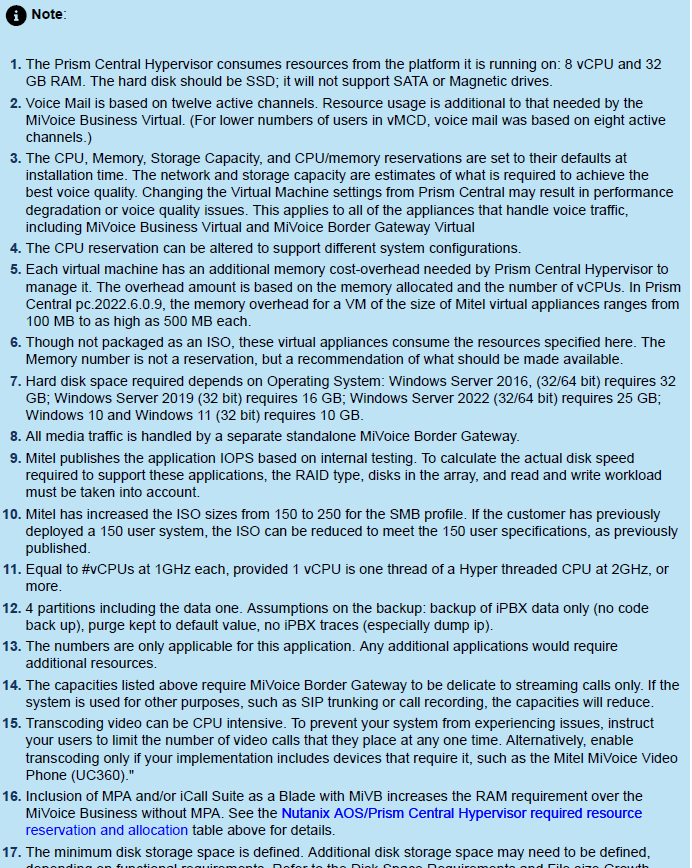 Note:
1. The Prism Central Hypervisor consumes resources from the platform it is running on: 8 vCPU and 32
GB RAM. The hard disk should be SSD; it will not support SATA or Magnetic drives.
2. Voice Mail is based on twelve active channels. Resource usage is additional to that needed by the
MiVoice Business Virtual. (For lower numbers of users in vMCD, voice mail was based on eight active
channels.)
3. The CPU, Memory, Storage Capacity, and CPU/memory reservations are set to their defaults at
installation time. The network and storage capacity are estimates of what is required to achieve the
best voice quality. Changing the Virtual Machine settings from Prism Central may result in performance
degradation or voice quality issues. This applies to all of the appliances that handle voice traffic,
including MiVoice Business Virtual and MiVoice Border Gateway Virtual
4. The CPU reservation can be altered to support different system configurations.
5. Each virtual machine has an additional memory cost-overhead needed by Prism Central Hypervisor to
manage it. The overhead amount is based on the memory allocated and the number of vCPUs. In Prism
Central pc.2022.6.0.9, the memory overhead for a VM of the size of Mitel virtual appliances ranges from
100 MB to as high as 500 MB each.
6. Though not packaged as an ISO, these virtual appliances consume the resources specified here. The
Memory number is not a reservation, but a recommendation of what should be made available.
7. Hard disk space required depends on Operating System: Windows Server 2016, (32/64 bit) requires 32
GB; Windows Server 2019 (32 bit) requires 16 GB; Windows Server 2022 (32/64 bit) requires 25 GB;
Windows 10 and Windows 11 (32 bit) requires 10 GB.
8. All media traffic is handled by a separate standalone MiVoice Border Gateway.
9. Mitel publishes the application IOPS based on internal testing. To calculate the actual disk speed
required to support these applications, the RAID type, disks in the array, and read and write workload
must be taken into account.
10. Mitel has increased the ISO sizes from 150 to 250 for the SMB profile. If the customer has previously
deployed a 150 user system, the ISO can be reduced to meet the 150 user specifications, as previously
published.
11. Equal to #vCPUs at 1GHz each, provided 1 vCPU is one thread of a Hyper threaded CPU at 2GHz, or
more.
12. 4 partitions including the data one. Assumptions on the backup: backup of iPBX data only (no code
back up), purge kept to default value, no iPBX traces (especially dump ip).
13. The numbers are only applicable for this application. Any additional applications would require
additional resources.
14. The capacities listed above require MiVoice Border Gateway to be delicate to streaming calls only. If the
system is used for other purposes, such as SIP trunking or call recording, the capacities will reduce.
15. Transcoding video can be CPU intensive. To prevent your system from experiencing issues, instruct
your users to limit the number of video calls that they place at any one time. Alternatively, enable
transcoding only if your implementation includes devices that require it, such as the Mitel MiVoice Video
Phone (UC360)."
16. Inclusion of MPA and/or iCall Suite as a Blade with MiVB increases the RAM requirement over the
MiVoice Business without MPA. See the Nutanix AOS/Prism Central Hypervisor required resource
reservation and allocation table above for details.
17. The minimum disk storage space is defined. Additional disk storage space may need to be defined,
depending on functional requirements. Refer to the Disk Space Requirements and File size Growth